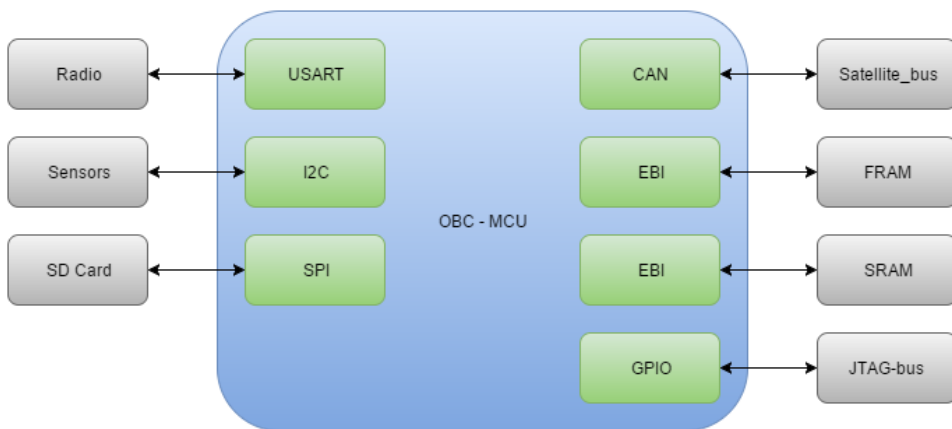 Radio
USART
CAN
Satellite_bus
Sensors
I2C
EBI
FRAM
OBC - MCU
SD Card
SPI
EBI
SRAM
GPIO
JTAG-bus